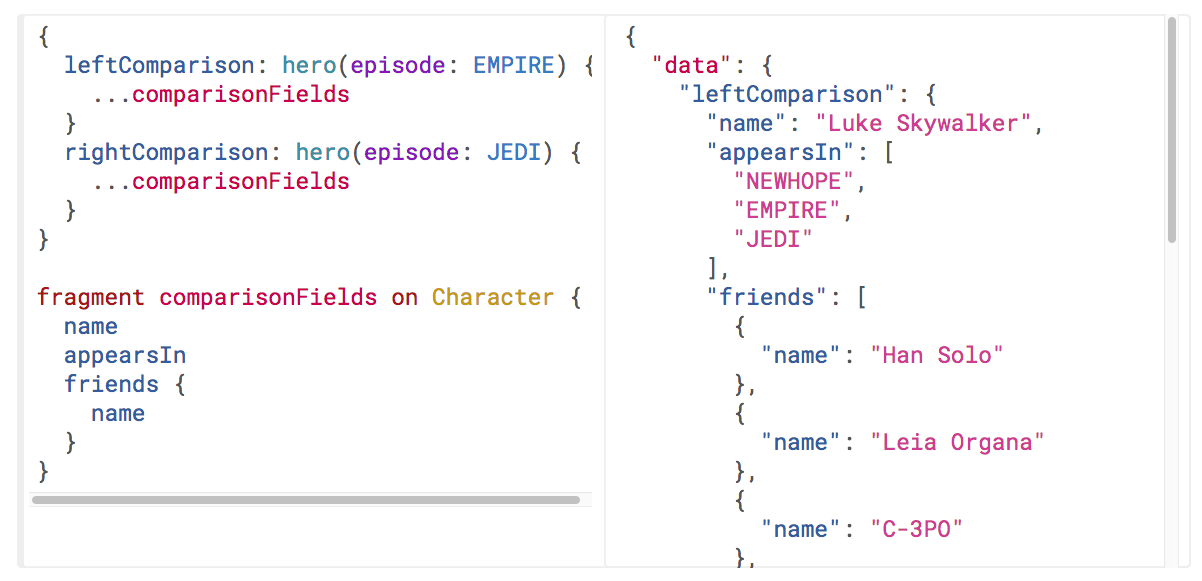 {
  leftComparison: hero(episode: EMPIRE) {
    ...comparisonFields
  }
  rightComparison: hero(episode: JEDI) {
    ...comparisonFields
  }
}

fragment comparisonFields on Character {
  name
  appearsIn
  friends {
    name
  }
}
{
  "data": {
    "leftComparison": {
      "name": "Luke Skywalker",
      "appearsIn": [
        "NEWHOPE",
        "EMPIRE",
        "JEDI"
      ],
      "friends": [
        {
          "name": "Han Solo"
        },
        {
          "name": "Leia Organa"
        },
        {
          "name": "C-3PO"
        },